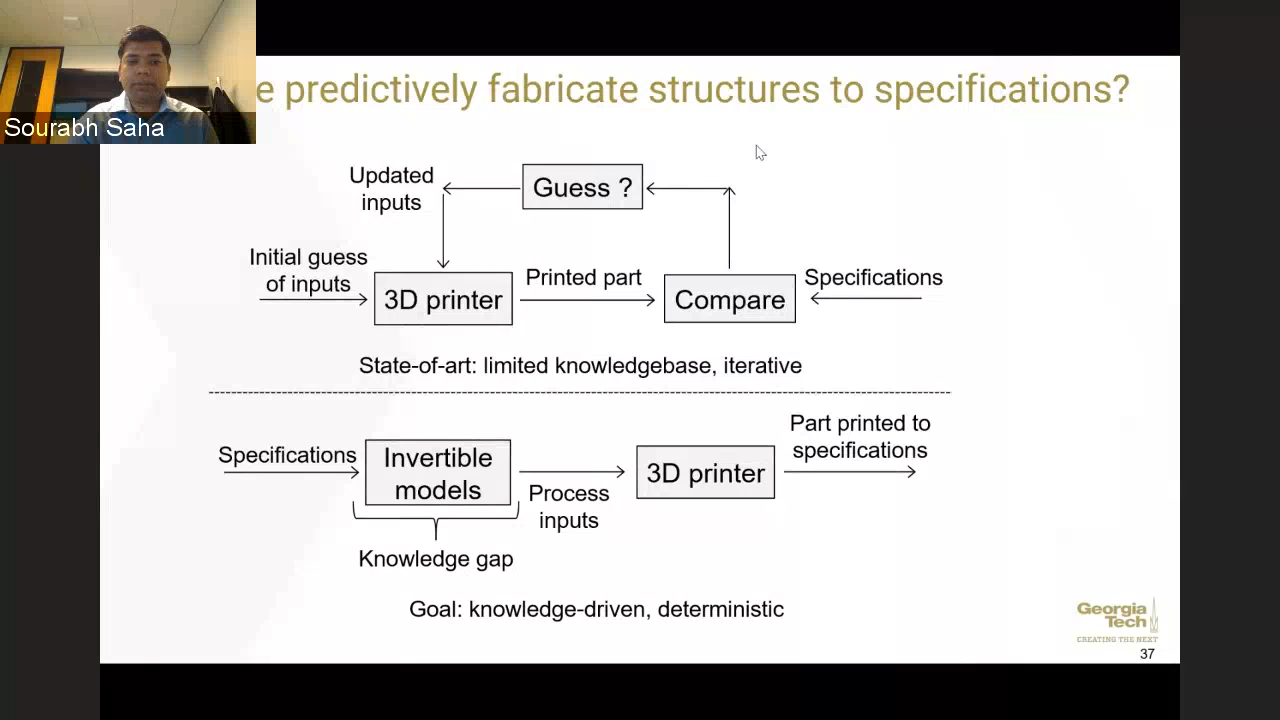 e predictively fabricate structures to specifications?
Sourabh Saha
Updated
inputs
Guess ?
Initial guess
of inputs
3D printer
Printed part
Compare
Specifications
State-of-art: limited knowledgebase, iterative
Specifications
Invertible
models
Process
inputs
3D printer
Part printed to
specifications
Knowledge gap
Goal: knowledge-driven, deterministic
Georgia
Tech
CREATING THE NEXT
37